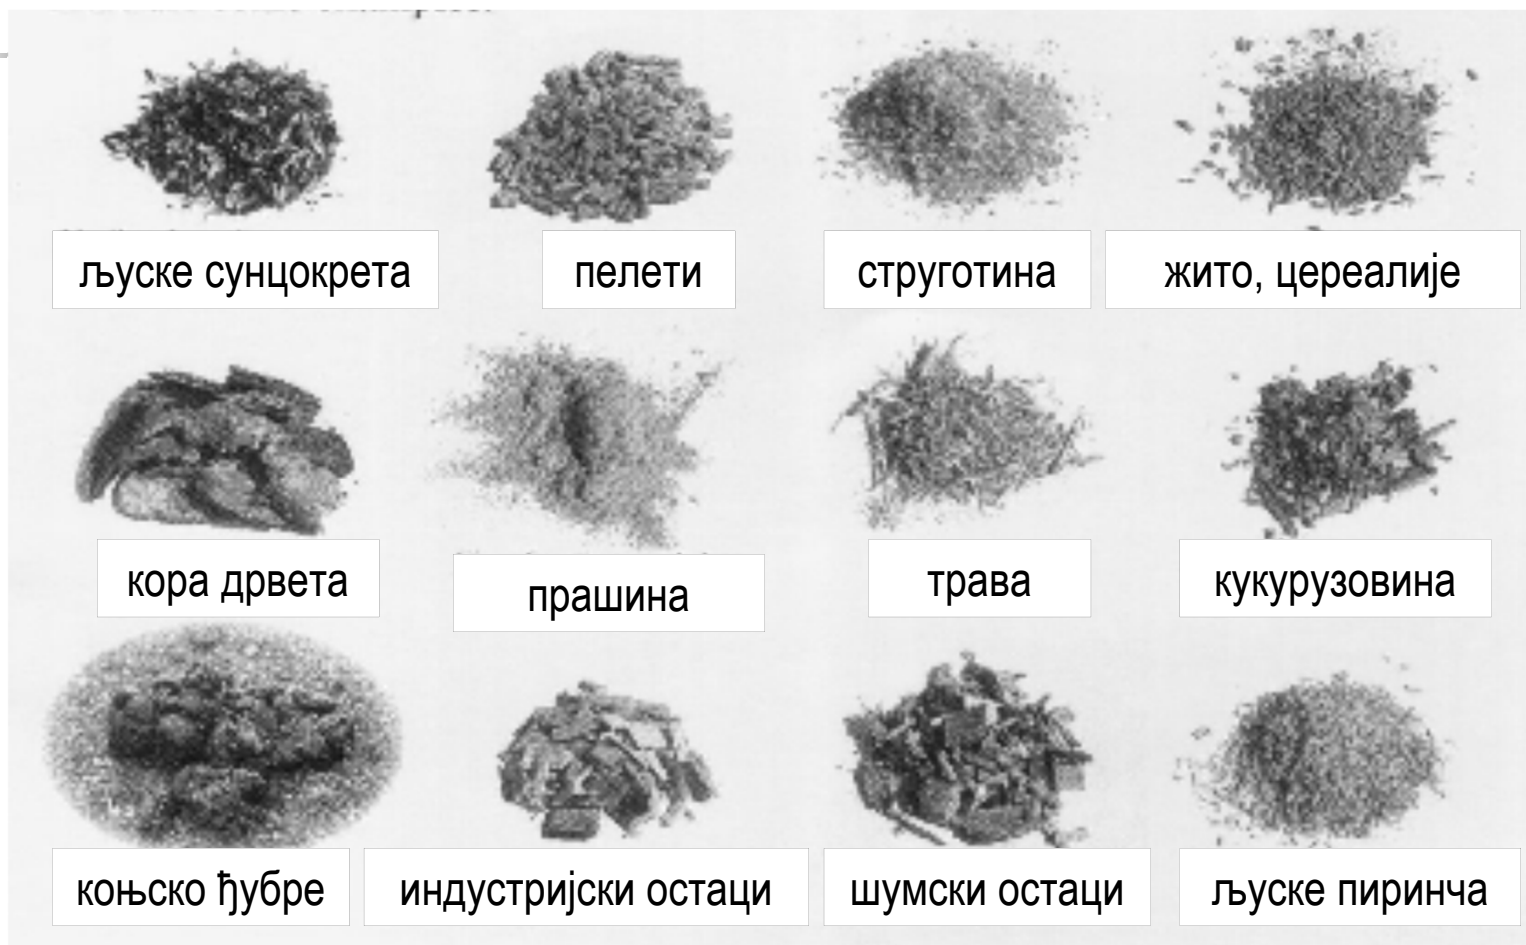 љуске сунцокрета
пелети
струготина
жито, цереалије
кора дрвета
прашина
трава
кукурузовина
коњско ђубре
индустријски остаци
шумски остаци
љуске пиринча